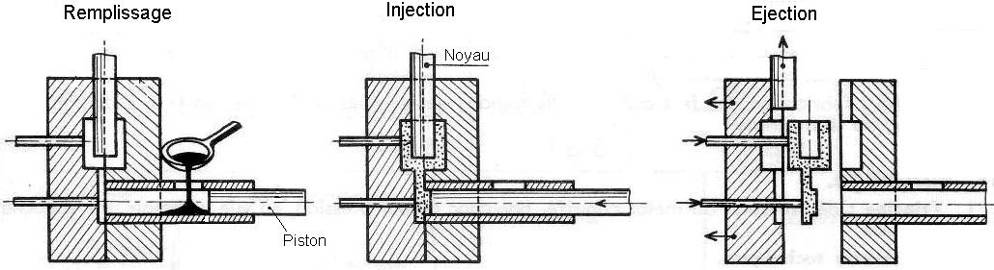 Remplissage
Injection
Ejection
Noyau
Piston